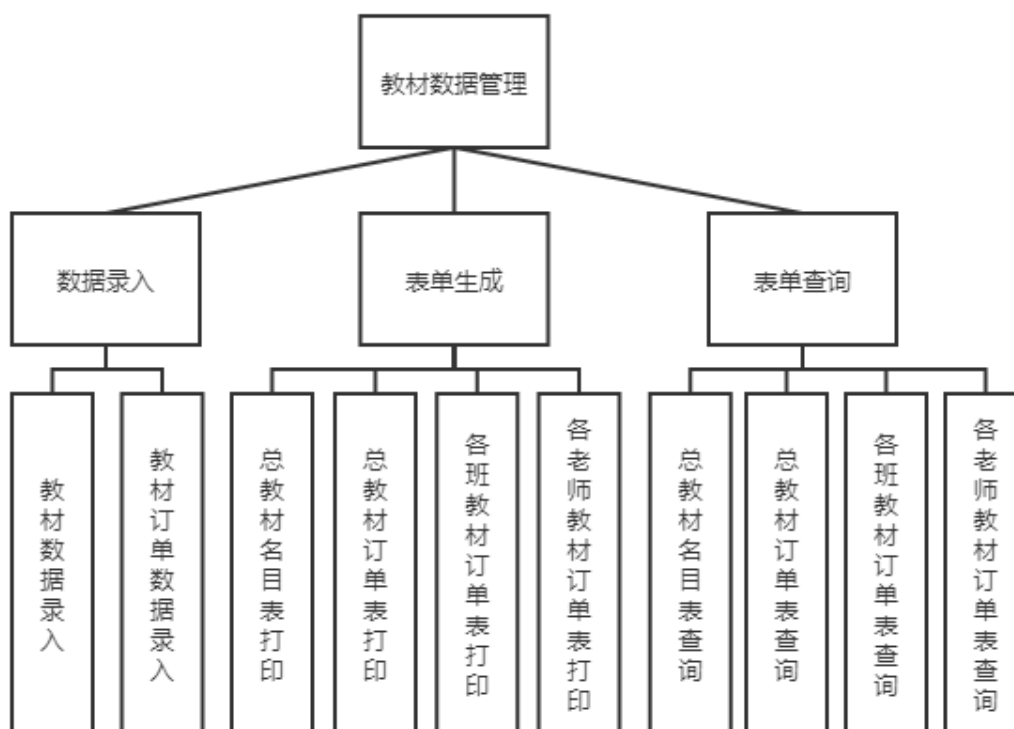 教材数据管理
数据录入
表单生成
表单查询
教材数据录入
教材订单数据录入
总教材名目表打印
总教材订单表打印
各班教材订单表打印
各老师教材订单表打印
总教材名目表查询
总教材订单表查询
各班教材订单表查询
各老师教材订单表查询